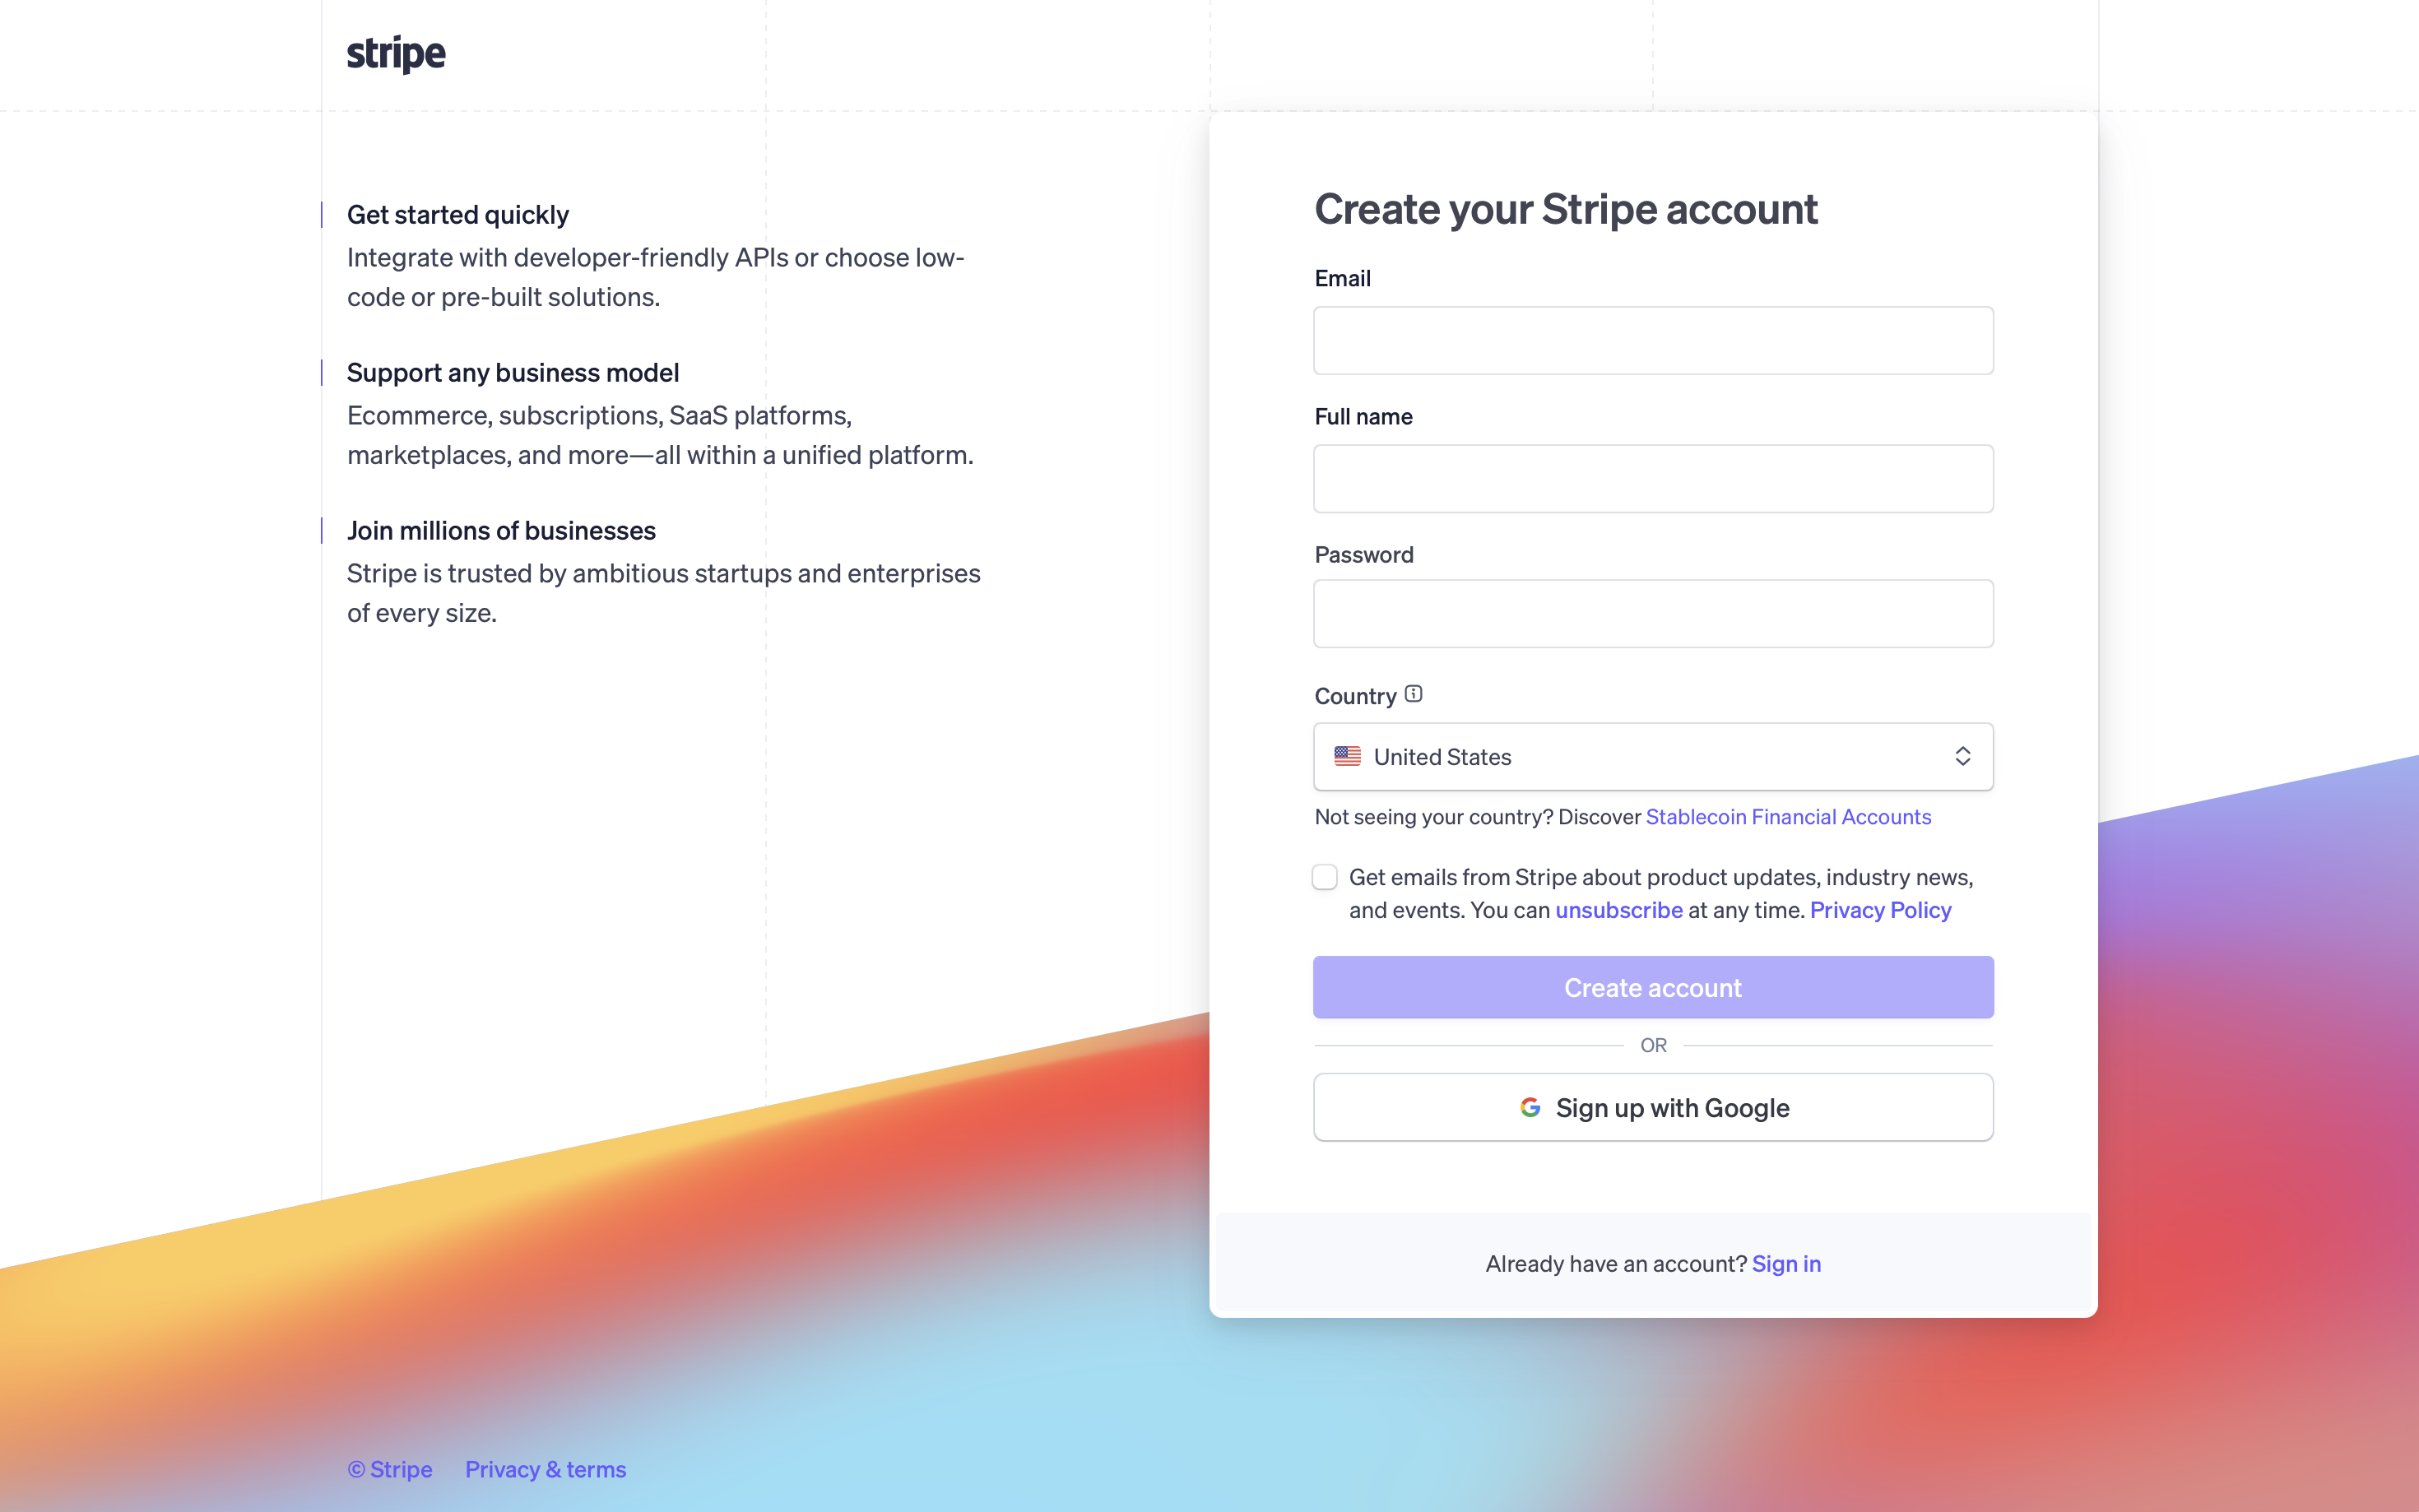 stripe
Get started quickly
Integrate with developer-friendly APIs or choose low-
code or pre-built solutions.
Support any business model
Ecommerce, subscriptions, SaaS platforms,
marketplaces, and more—all within a unified platform.
Join millions of businesses
Stripe is trusted by ambitious startups and enterprises
of every size.
Create your Stripe account
Email
Full name
Password
Country
United States
Not seeing your country? Discover Stablecoin Financial Accounts
Get emails from Stripe about product updates, industry news,
and events. You can unsubscribe at any time. Privacy Policy
Create account
OR
Sign up with Google
Already have an account? Sign in
© Stripe Privacy & terms